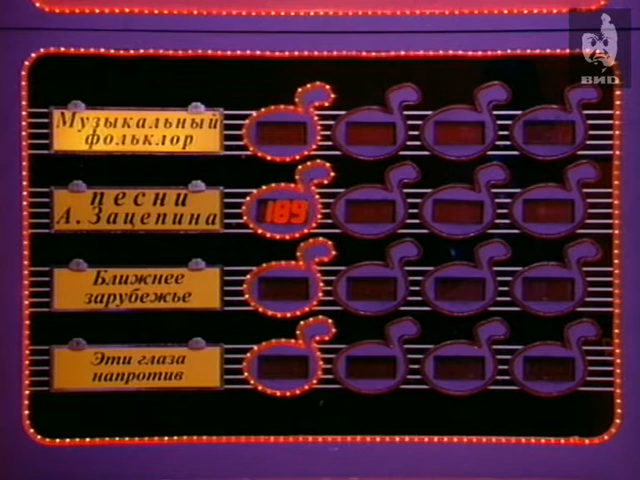 ВИD
Музыкальный
фольклор
песни
А. Зацепина
189
Ближнее
зарубежье
Эти глаза
напротив